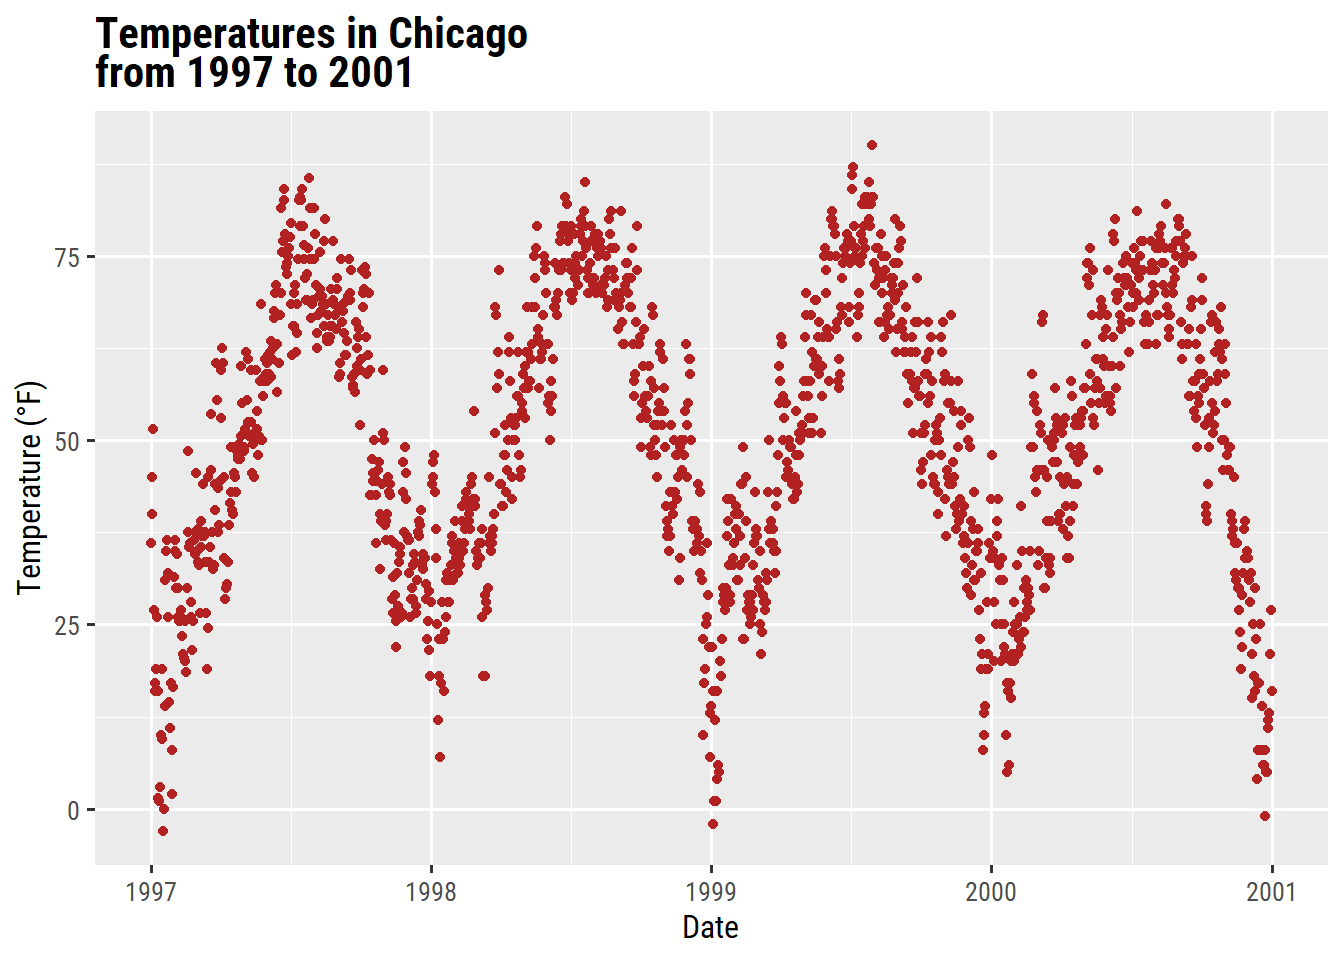 Temperatures in Chicago
from 1997 to 2001
75
50
25
0
Temperature (°F)
1997 1998 1999 2000 2001
Date